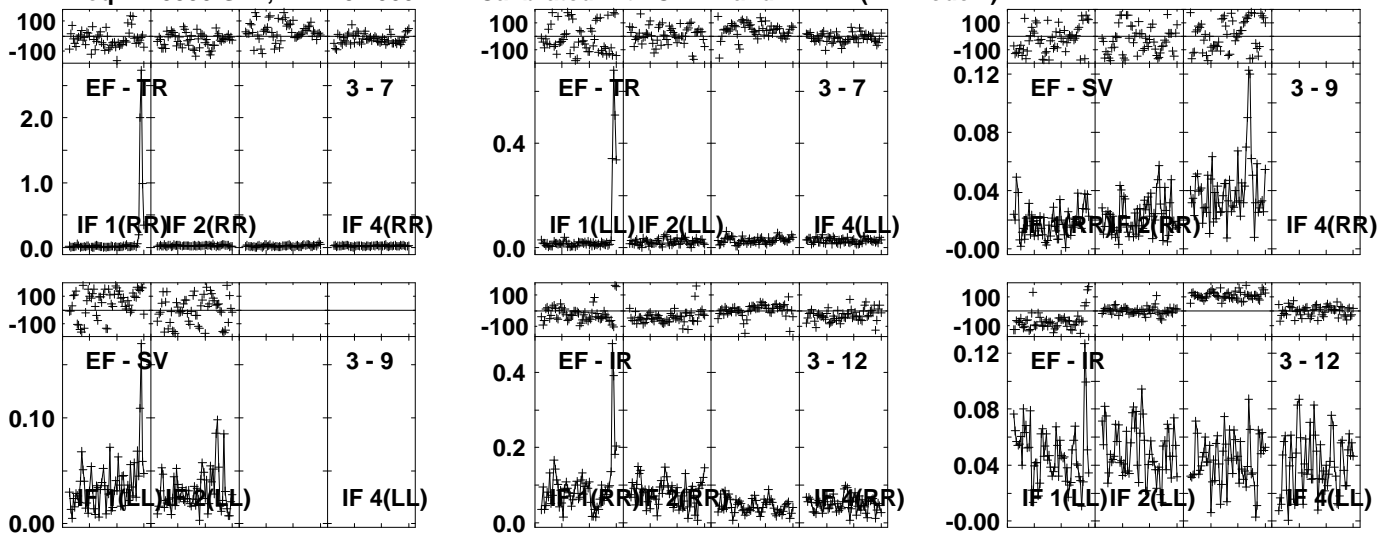 100
-100
EF - TR 3 - 7
2.0
1.0
0.0
IF 1(RR) IF 2(RR) IF 4(RR)
100
-100
EF - TR 3 - 7
0.4
0.0
IF 1(LL) IF 2(LL) IF 4(LL)
100
-100
EF - SV 3 - 9
0.12
0.08
0.04
-0.00
IF 1(RR) IF 2(RR) IF 4(RR)
100
-100
EF - SV 3 - 9
0.10
0.00
IF 1(LL) IF 2(LL) IF 4(LL)
100
-100
EF - IR 3 - 12
0.4
0.2
0.0
IF 1(RR) IF 2(RR) IF 4(RR)
100
-100
EF - IR 3 - 12
0.12
0.08
0.04
-0.00
IF 1(LL) IF 2(LL) IF 4(LL)